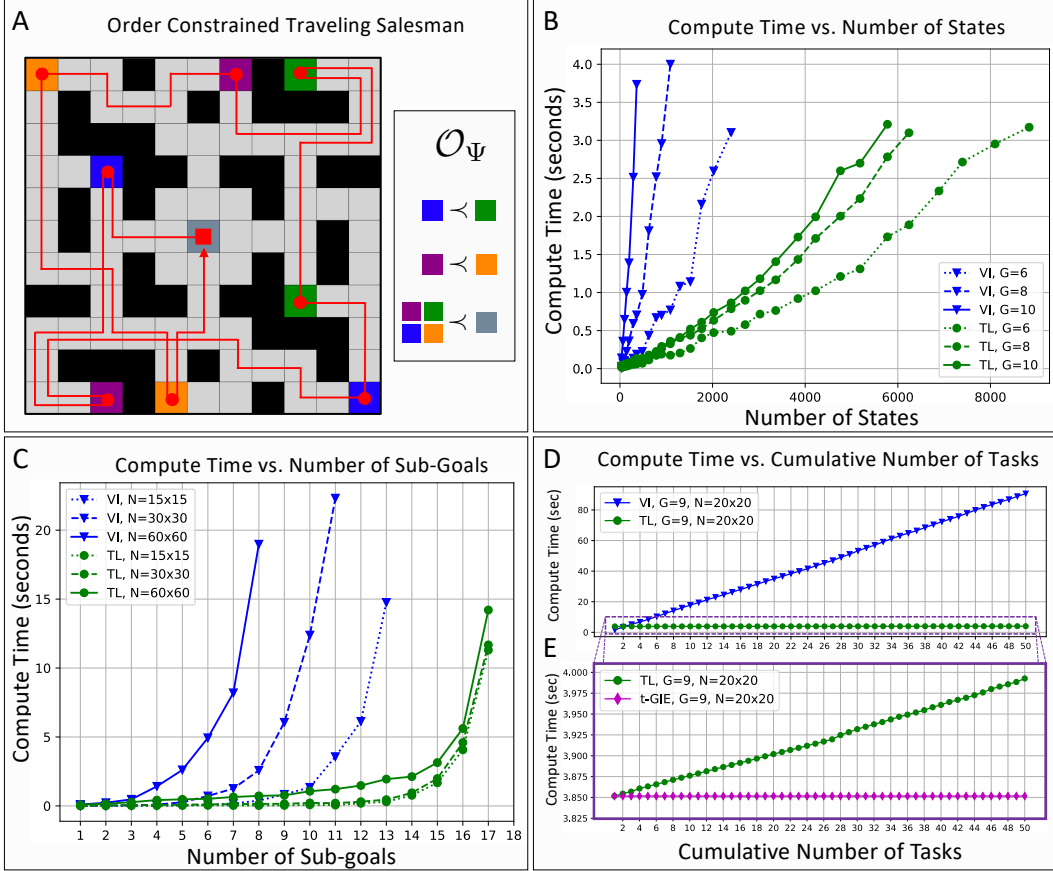 A
Order Constrained Traveling Salesman
𝒪_Ψ
≺
≺
≺
B
Compute Time vs. Number of States
Compute Time (seconds)
4.0
3.5
3.0
2.5
2.0
1.5
1.0
0.5
0.0
VI, G=6
VI, G=8
VI, G=10
TL, G=6
TL, G=8
TL, G=10
0 2000 4000 6000 8000
Number of States
C
Compute Time vs. Number of Sub-Goals
Compute Time (seconds)
VI, N=15x15
VI, N=30x30
VI, N=60x60
TL, N=15x15
TL, N=30x30
TL, N=60x60
20
15
10
5
0
1 2 3 4 5 6 7 8 9 10 11 12 13 14 15 16 17 18
Number of Sub-goals
D
Compute Time vs. Cumulative Number of Tasks
Compute Time (sec)
VI, G=9, N=20x20
TL, G=9, N=20x20
80
60
40
20
0
2 4 6 8 10 12 14 16 18 20 22 24 26 28 30 32 34 36 38 40 42 44 46 48 50
E
Compute Time (sec)
TL, G=9, N=20x20
t-GIE, G=9, N=20x20
4.000
3.975
3.950
3.925
3.900
3.875
3.850
3.825
2 4 6 8 10 12 14 16 18 20 22 24 26 28 30 32 34 36 38 40 42 44 46 48 50
Cumulative Number of Tasks